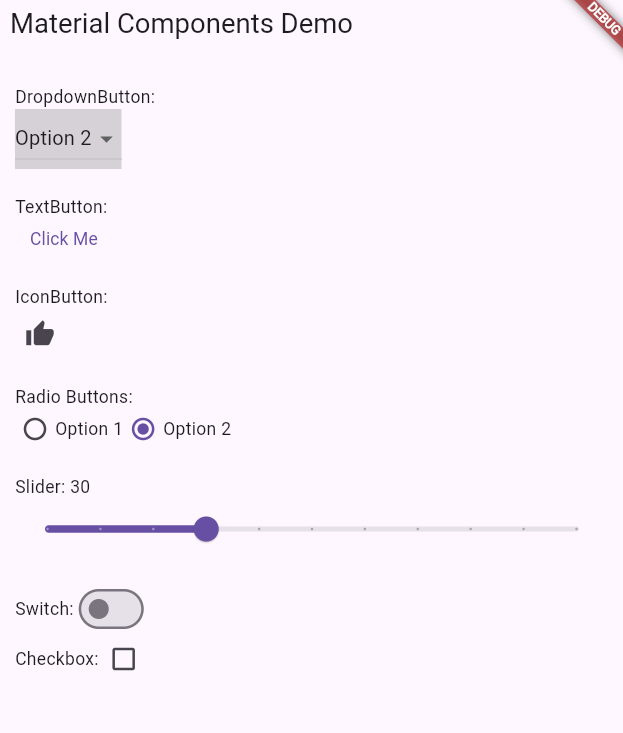 Material Components Demo
DEBUG
DropdownButton:
Option 2
TextButton:
Click Me
IconButton:
Radio Buttons:
Option 1 Option 2
Slider: 30
Switch:
Checkbox: